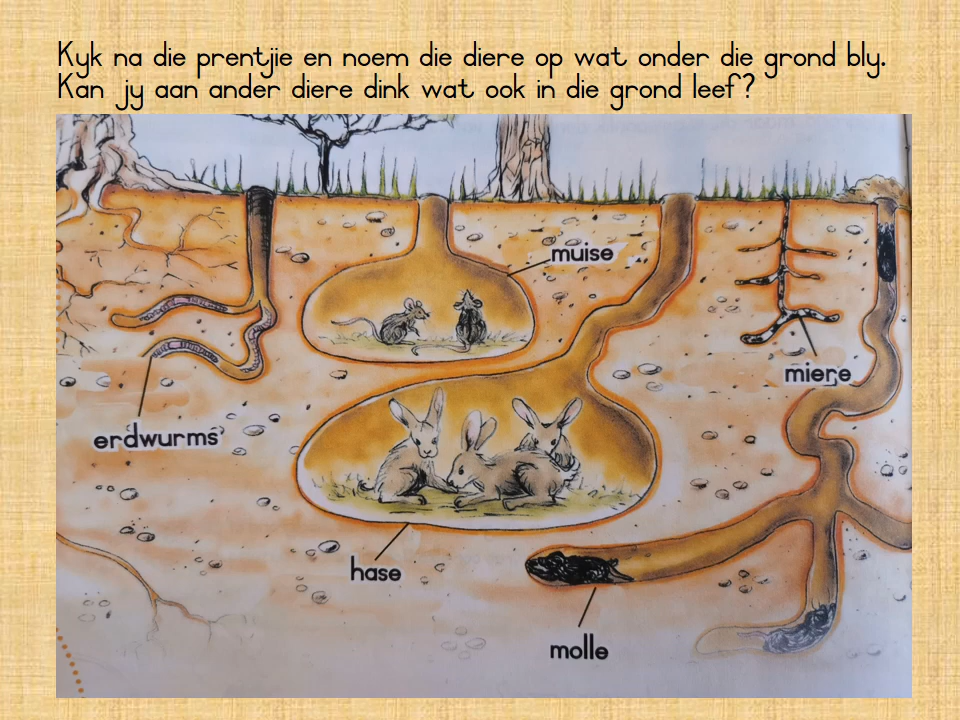 Kyk na die prentjie en noem die diere op wat onder die grond bly.
Kan jy aan ander diere dink wat ook in die grond leef?
muise
miere
erdwurms
hase
molle